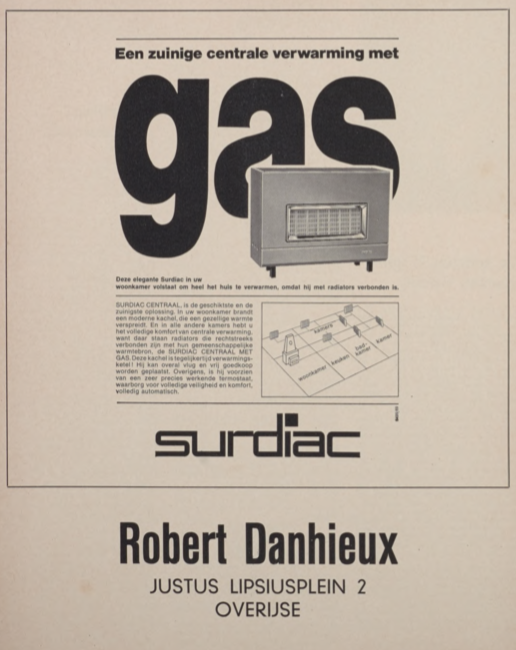 Een zuinige centrale verwarming met
gas
Deze elegante Surdiac in uw
woonkamer volstaat om heel het huis te verwarmen, omdat hij met radiators verbonden is.
SURDIAC CENTRAAL, is de geschiktste en de
zuinigste oplossing. In uw woonkamer brandt
een moderne kachel, die een gezellige warmte
verspreidt. En in alle andere kamers hebt u
het volledige komfort van centrale verwarming,
want daar staan radiators die rechtstreeks
verbonden zijn met hun gemeenschappelijke
warmtebron, de SURDIAC CENTRAAL MET
GAS. Deze kachel is tegelijkertijd verwarmings-
ketel! Hij kan overal vlug en vrij goedkoop
worden geplaatst. Overigens, is hij voorzien
van een zeer precies werkende termostaat,
waarborg voor volledige veiligheid en komfort,
volledig automatisch.
kamers
woonkamer
keuken
bad-
kamer
kamer
surdiac
Robert Danhieux
JUSTUS LIPSIUSPLEIN 2
OVERIJSE